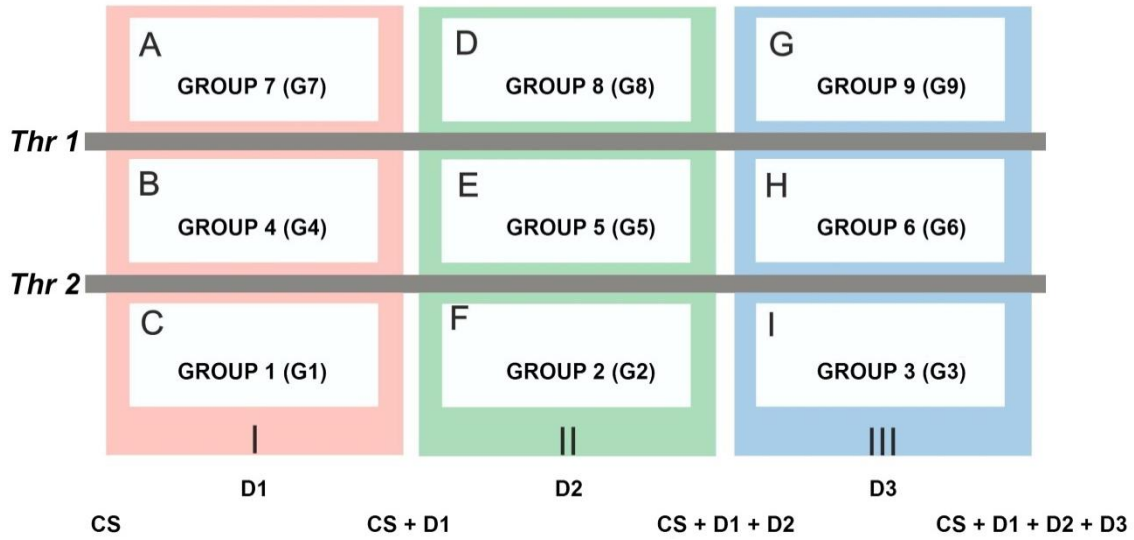 A D G
GROUP 7 (G7) GROUP 8 (G8) GROUP 9 (G9)
Thr 1
B E H
GROUP 4 (G4) GROUP 5 (G5) GROUP 6 (G6)
Thr 2
C F I
GROUP 1 (G1) GROUP 2 (G2) GROUP 3 (G3)
I II III
D1 D2 D3
CS CS + D1 CS + D1 + D2 CS + D1 + D2 + D3